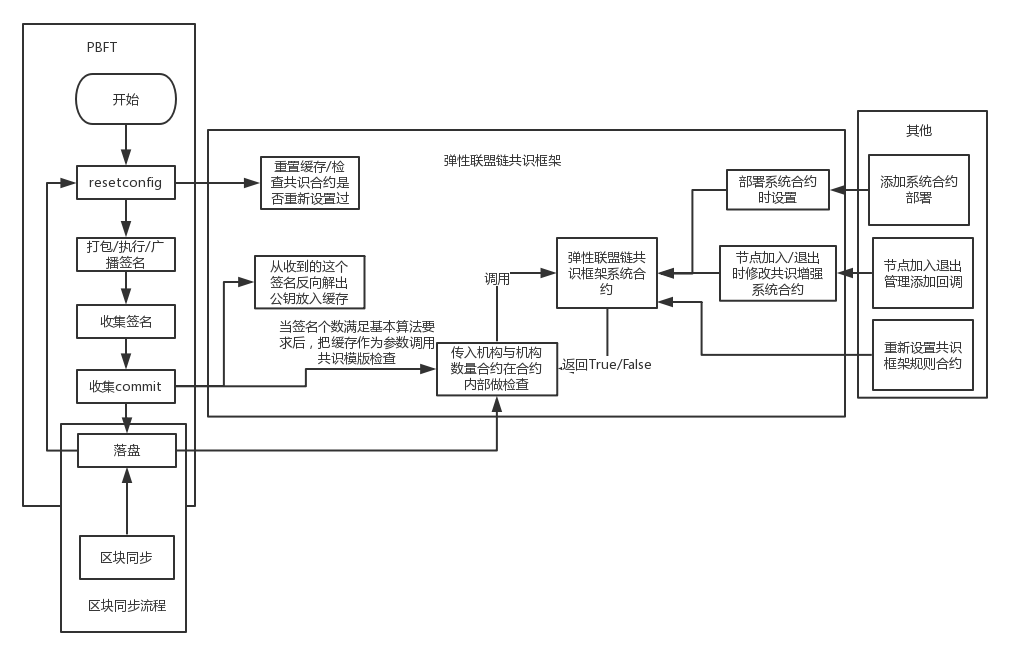 PBFT
开始
resetconfig
打包/执行/广
播签名
收集签名
收集commit
落盘
区块同步
区块同步流程
弹性联盟链共识框架
重置缓存/检
查共识合约是
否重新设置过
从收到的这个
签名反向解出
公钥放入缓存
当签名个数满足基本算法要
求后，把缓存作为参数调用
共识模版检查
调用
传入机构与机构
数量合约在合约
内部做检查
弹性联盟链共
识框架系统合
约
返回True/False
部署系统合约
时设置
节点加入/退出
时修改共识增强
系统合约
其他
添加系统合约
部署
节点加入退出
管理添加回调
重新设置共识
框架规则合约